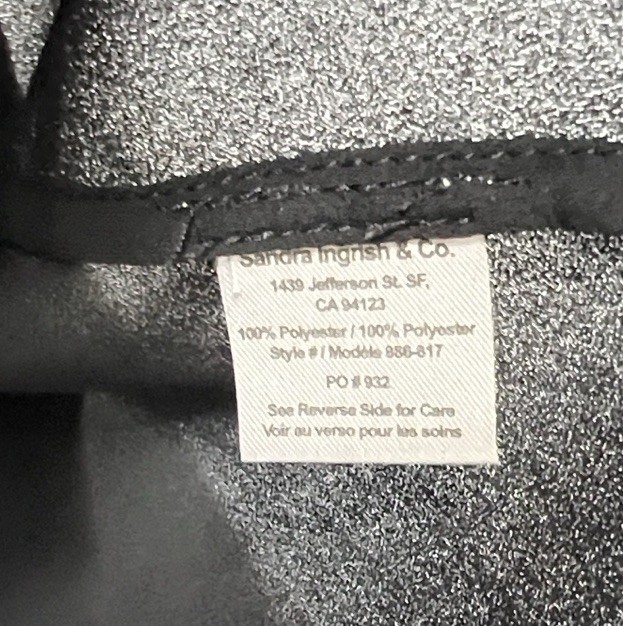 Sandra Ingrish & Co.
1439 Jefferson St. SF,
CA 94123
100% Polyester / 100% Polyester
Style # / Modèle 886-817
PO # 932
See Reverse Side for Care
Voir au verso pour les soins